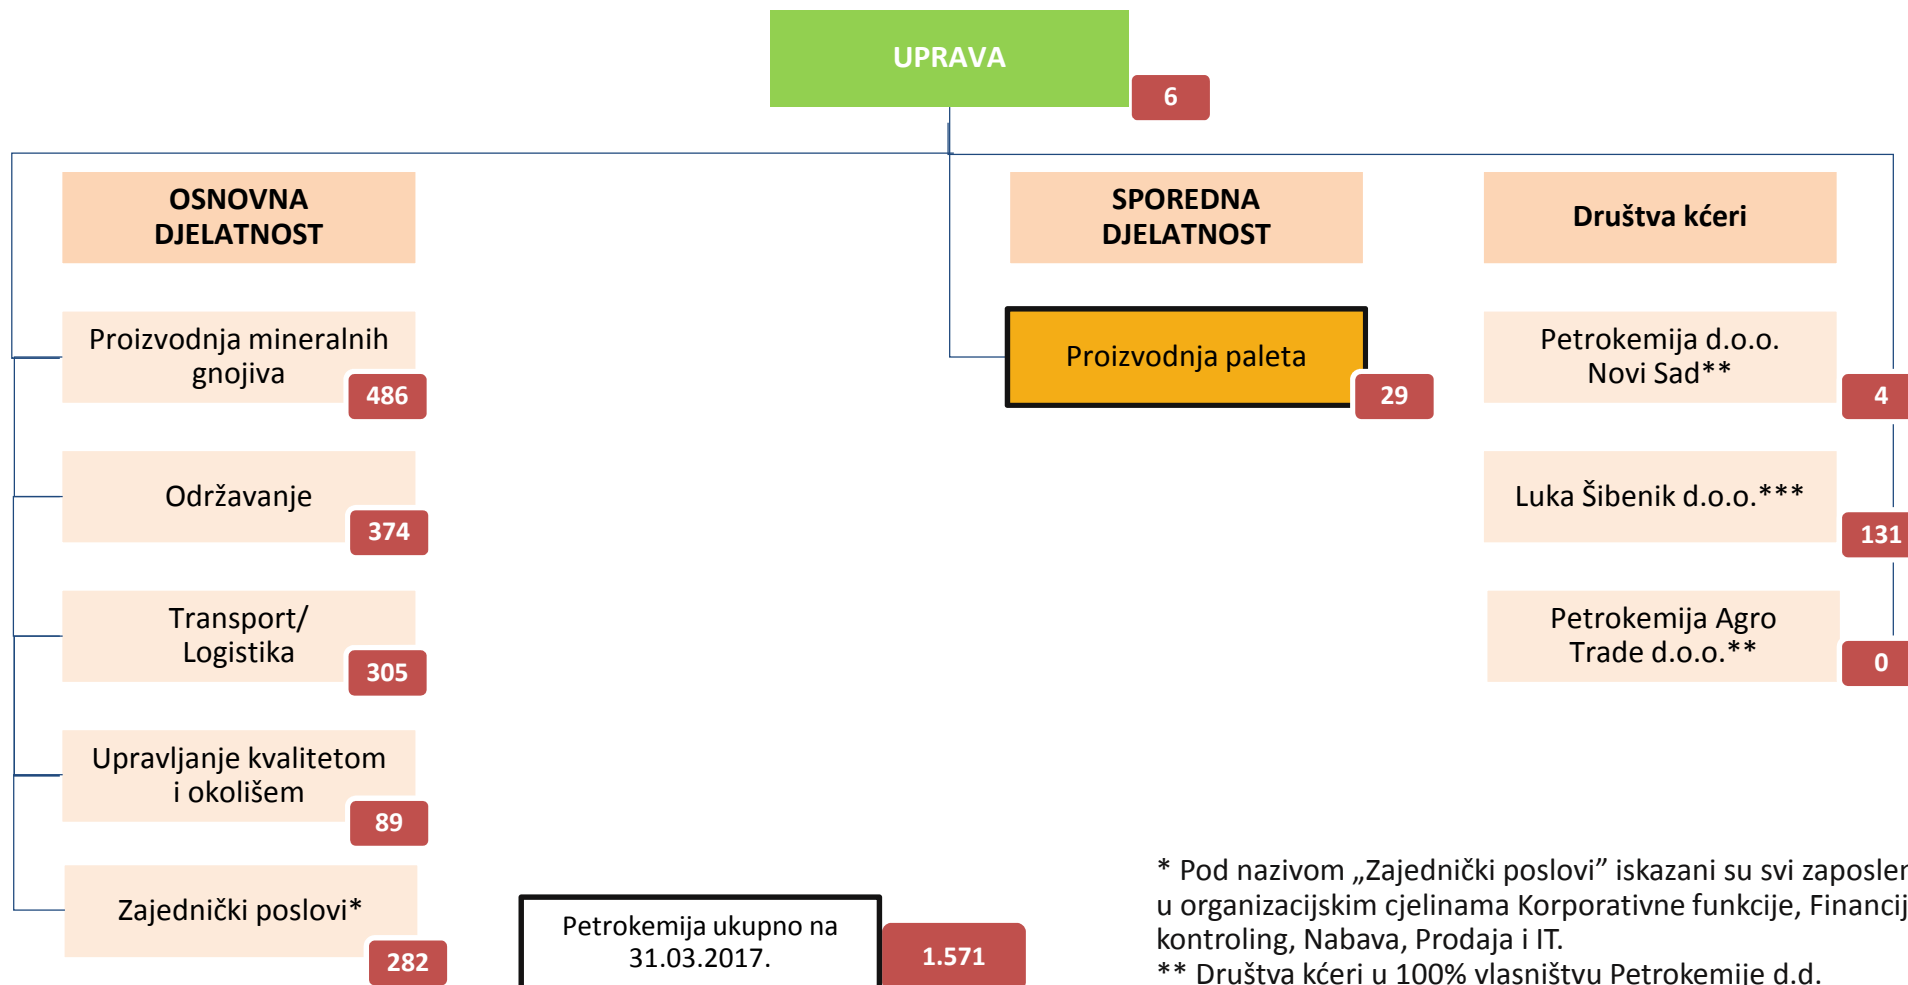 UPRAVA
6
OSNOVNA
DJELATNOST
Proizvodnja mineralnih
gnojiva
486
Održavanje
374
Transport/
Logistika
305
Upravljanje kvalitetom
i okolišem
89
Zajednički poslovi*
282
SPOREDNA
DJELATNOST
Proizvodnja paleta
29
Društva kćeri
Petrokemija d.o.o.
Novi Sad**
4
Luka Šibenik d.o.o.***
131
Petrokemija Agro
Trade d.o.o.**
0
Petrokemija ukupno na
31.03.2017.
1.571
* Pod nazivom „Zajednički poslovi” iskazani su svi
u organizacijskim cjelinama Korporativne funkcije,
kontroling, Nabava, Prodaja i IT.
** Društva kćeri u 100% vlasništvu Petrokemije d.d.